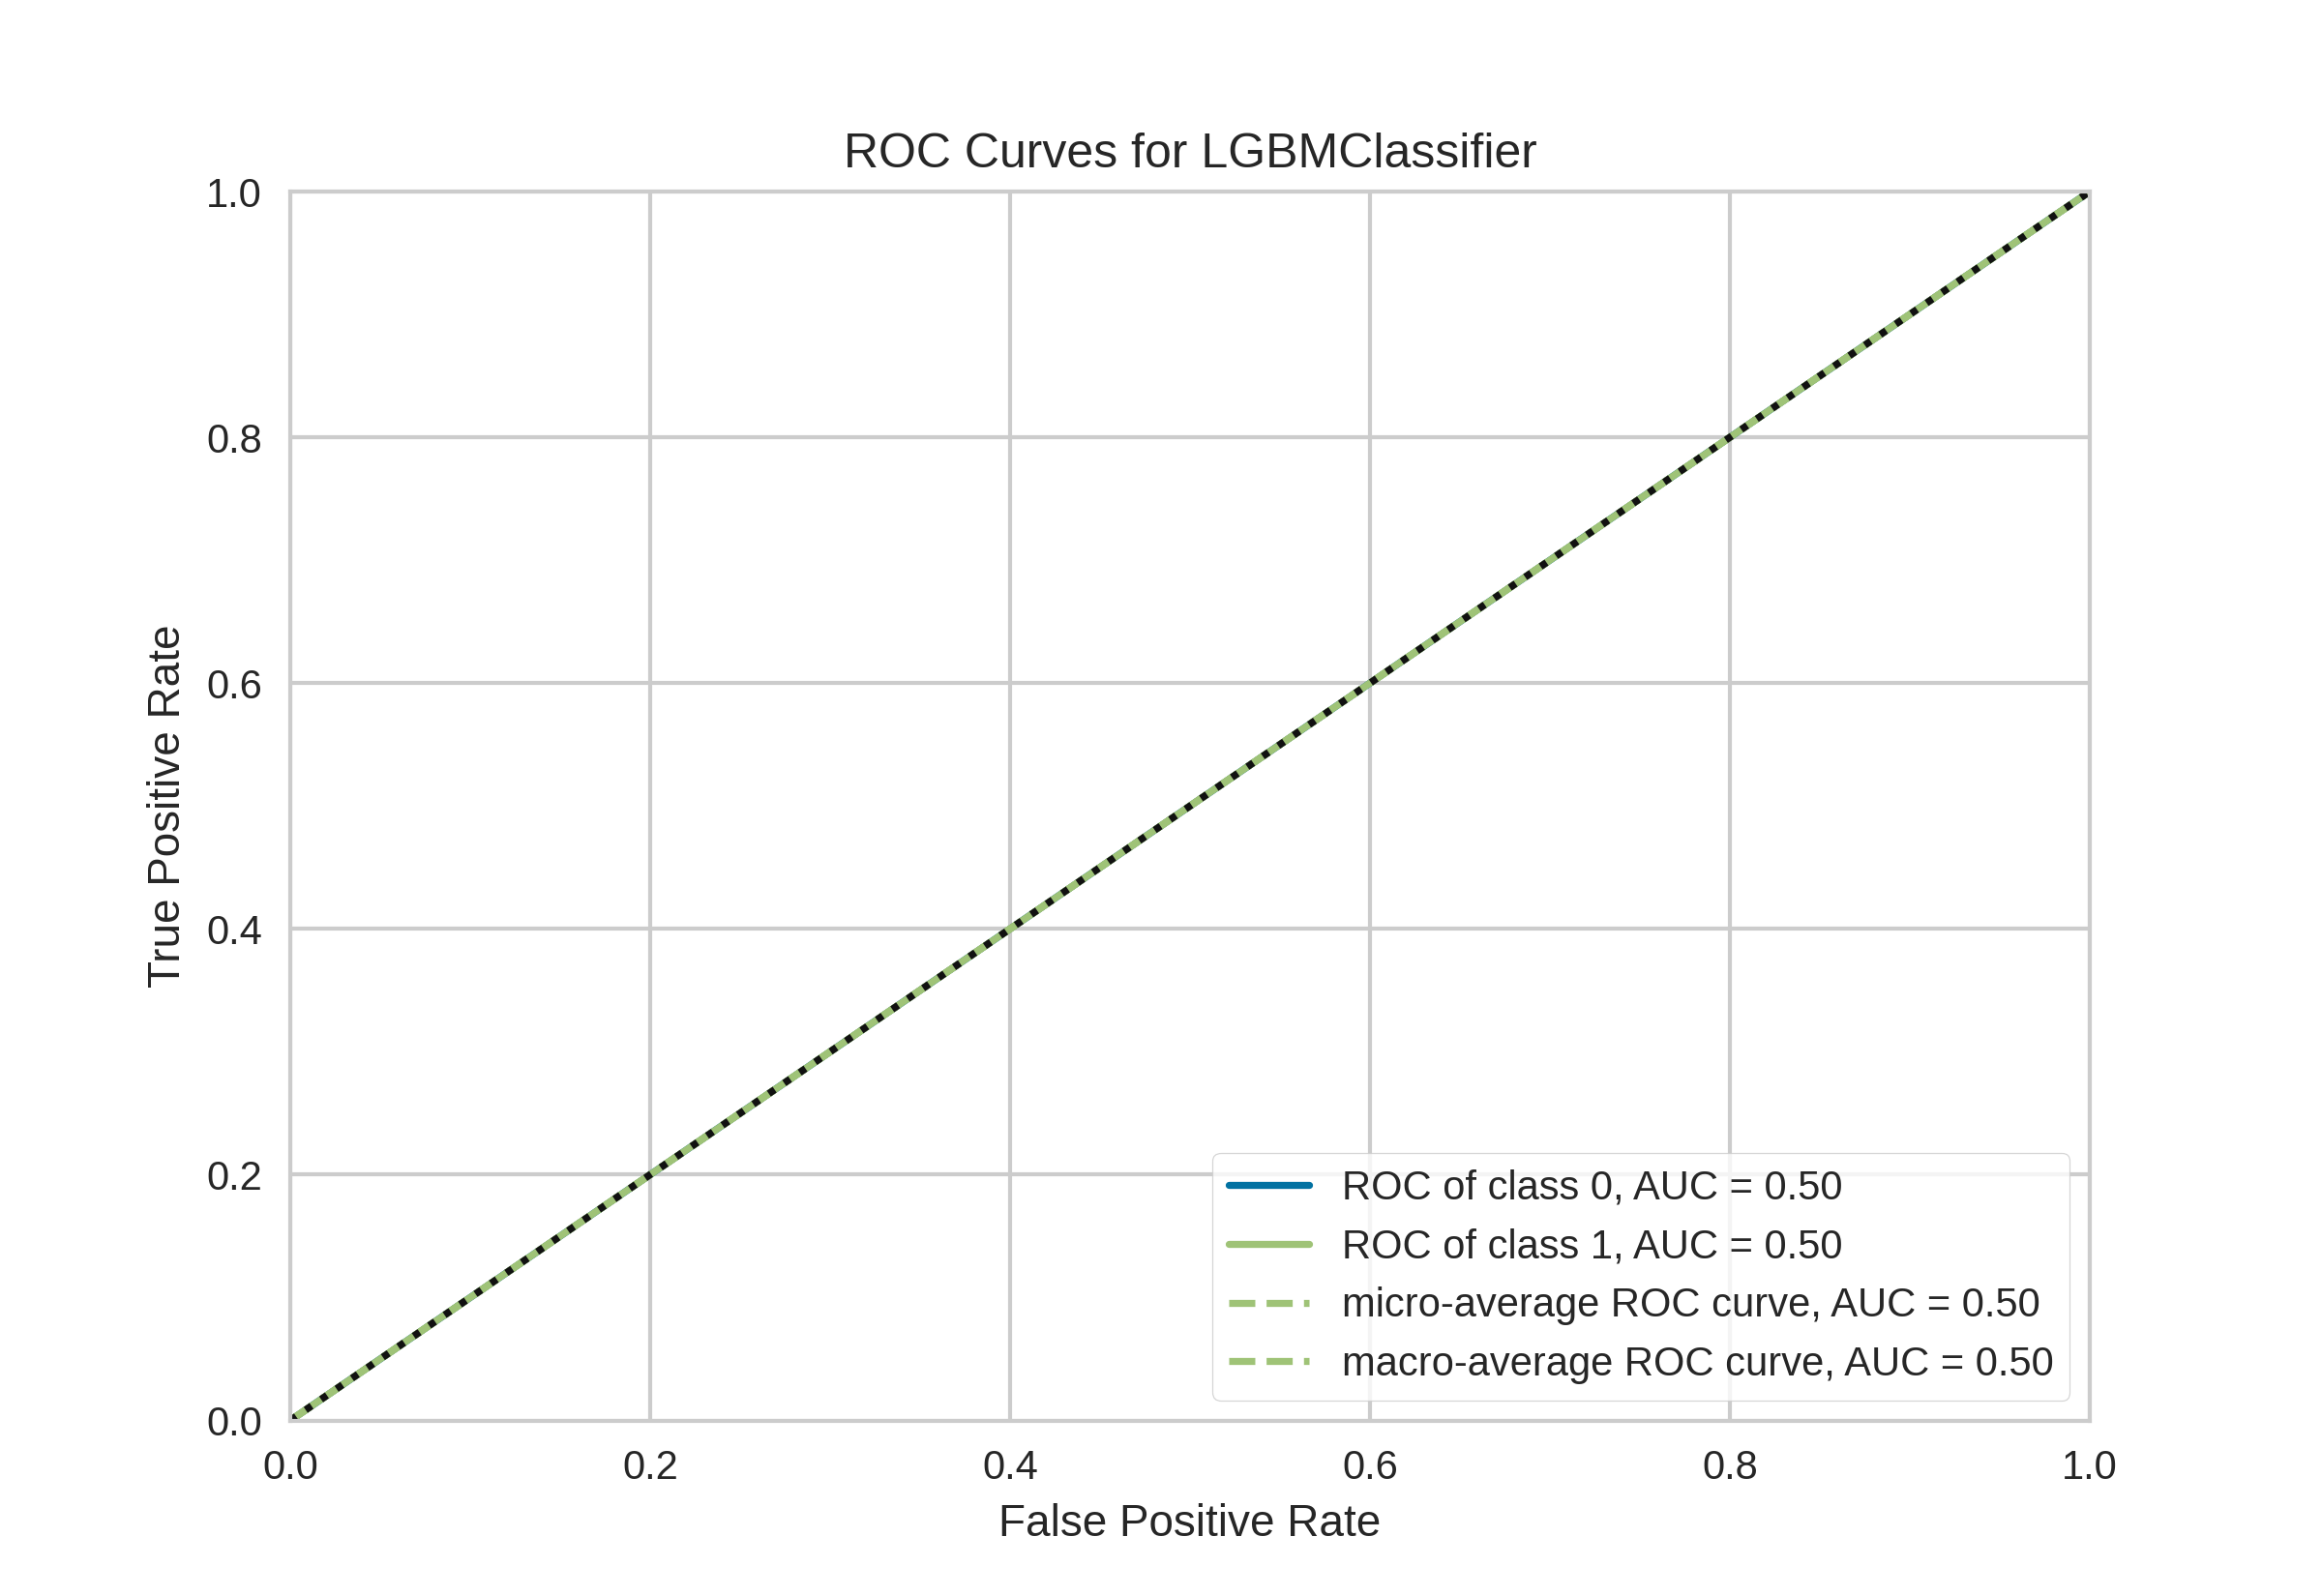 ROC Curves for LGBMClassifier
1.0
0.8
0.6
0.4
0.2
0.0
True Positive Rate
ROC of class 0, AUC = 0.50
ROC of class 1, AUC = 0.50
micro-average ROC curve, AUC = 0.50
macro-average ROC curve, AUC = 0.50
0.0 0.2 0.4 0.6 0.8 1.0
False Positive Rate